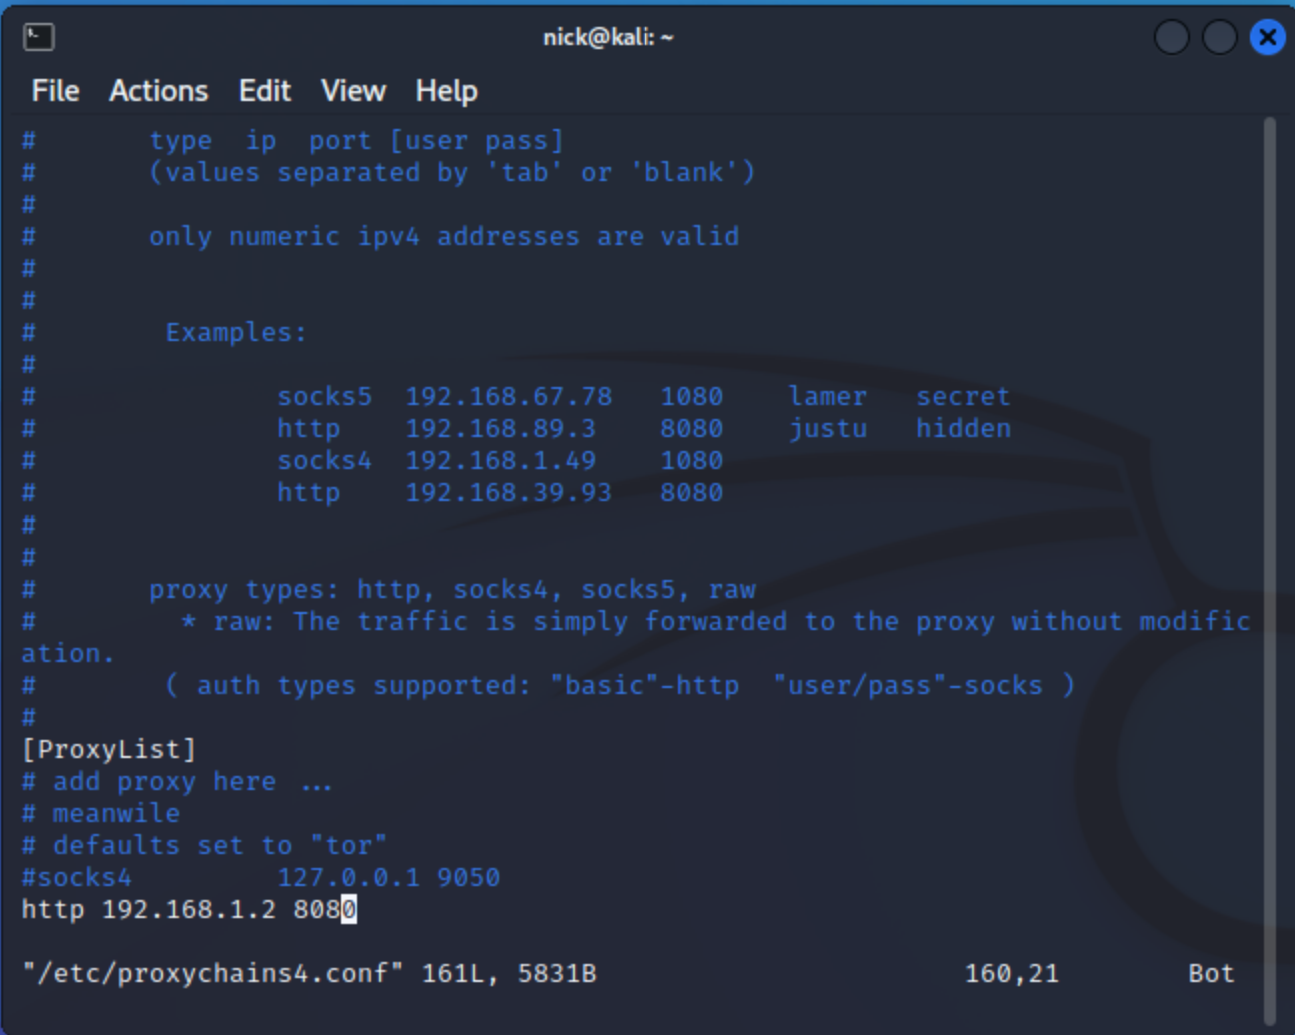 nick@kali: ~
File Actions Edit View Help
#       type  ip  port [user pass]
#       (values separated by 'tab' or 'blank')
#
#       only numeric ipv4 addresses are valid
#
#
#        Examples:
#
#               socks5  192.168.67.78   1080    lamer   secret
#               http    192.168.89.3    8080    justu   hidden
#               socks4  192.168.1.49    1080
#               http    192.168.39.93   8080
#
#
#       proxy types: http, socks4, socks5, raw
#         * raw: The traffic is simply forwarded to the proxy without modific
ation.
#        ( auth types supported: "basic"-http  "user/pass"-socks )
#
[ProxyList]
# add proxy here ...
# meanwile
# defaults set to "tor"
#socks4         127.0.0.1 9050
http 192.168.1.2 8080
"/etc/proxychains4.conf" 161L, 5831B                       160,21        Bot